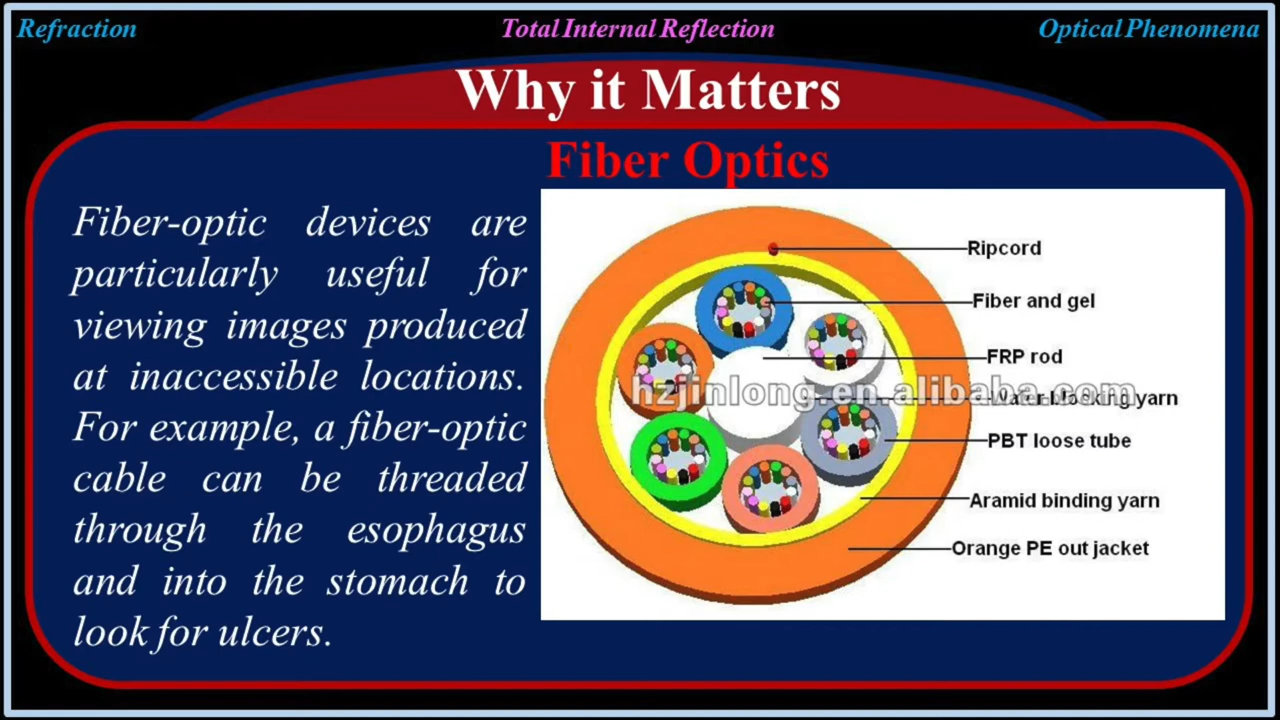 Refraction
Total Internal Reflection
Optical Phenomena
Why it Matters
Fiber Optics
Fiber-optic devices are
particularly useful for
viewing images produced
at inaccessible locations.
For example, a fiber-optic
cable can be threaded
through the esophagus
and into the stomach to
look for ulcers.
Ripcord
Fiber and gel
FRP rod
hzjinlong.en.alibaba.com
Water blocking yarn
PBT loose tube
Aramid binding yarn
Orange PE out jacket